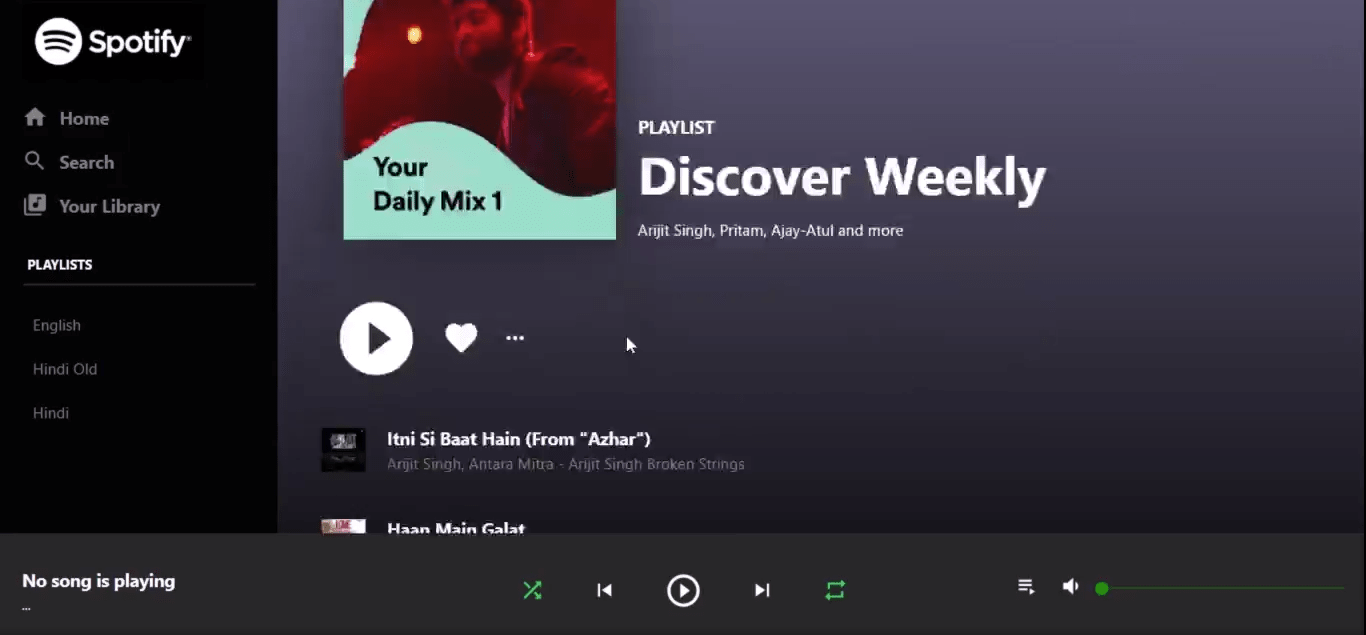 Spotify®
Home
Search
Your Library
PLAYLISTS
English
Hindi Old
Hindi
Your
Daily Mix 1
PLAYLIST
Discover Weekly
Arijit Singh, Pritam, Ajay-Atul and more
Itni Si Baat Hain (From "Azhar")
Arijit Singh, Antara Mitra - Arijit Singh Broken Strings
Haan Main Galat
No song is playing
...